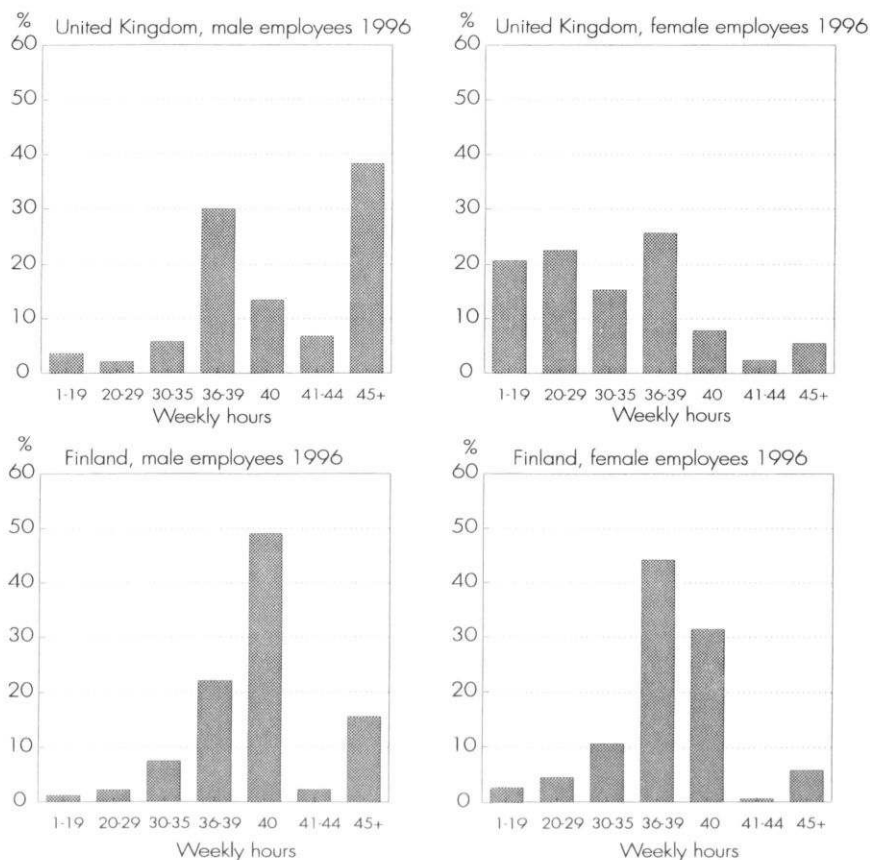 % United Kingdom, male employees 1996
60
50
40
30
20
10
0
1-19 20-29 30-35 36-39 40 41-44 45+
Weekly hours
% United Kingdom, female employees 1996
60
50
40
30
20
10
0
1-19 20-29 30-35 36-39 40 41-44 45+
Weekly hours
%
Finland, male employees 1996
60
50
40
30
20
10
0
1-19 20-29 30-35 36-39 40 41-44 45+
Weekly hours
%
Finland, female employees 1996
60
50
40
30
20
10
0
1-19 20-29 30-35 36-39 40 41-44 45+
Weekly hours